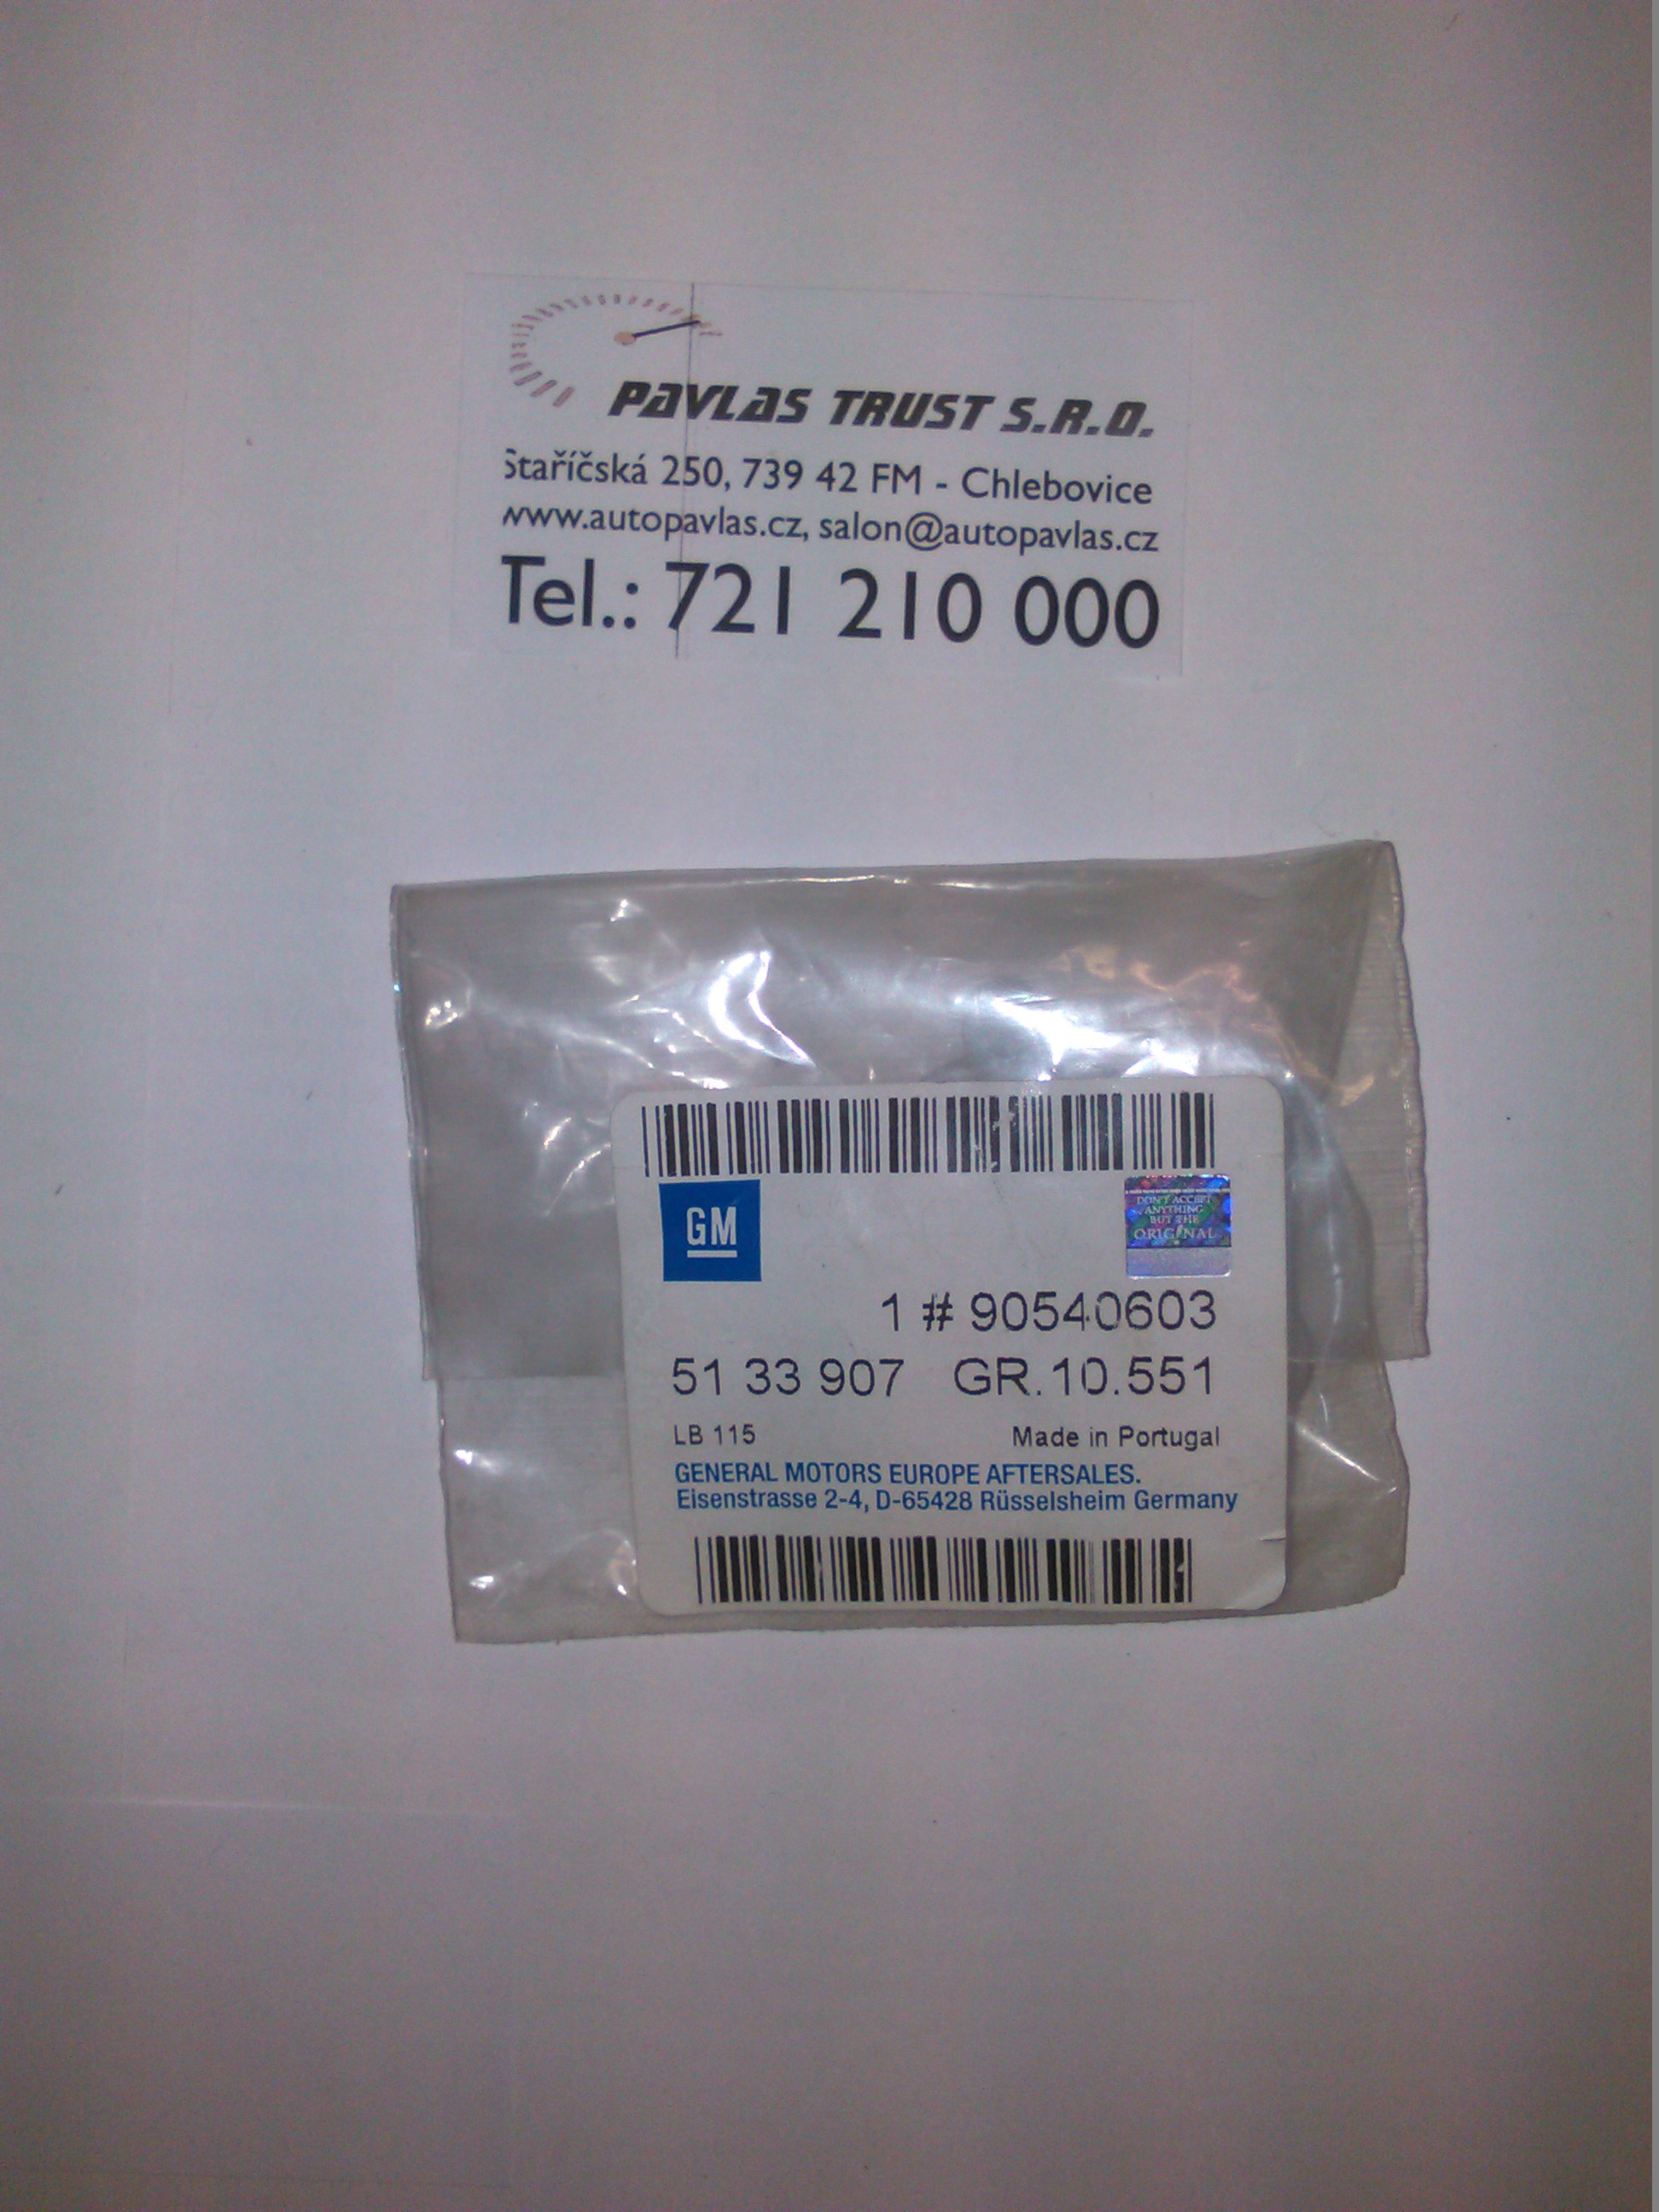 PAVLAS TRUST S.R.O.
Staříčská 250, 739 42 FM - Chlebovice
www.autopavlas.cz, salon@autopavlas.cz
Tel.: 721 210 000
GM
DON'T ACCEPT
ANYTHING
BUT THE
ORIGINAL
1 # 90540603
51 33 907 GR.10.551
LB 115 Made in Portugal
GENERAL MOTORS EUROPE AFTERSALES.
Eisenstrasse 2-4, D-65428 Rüsselsheim Germany